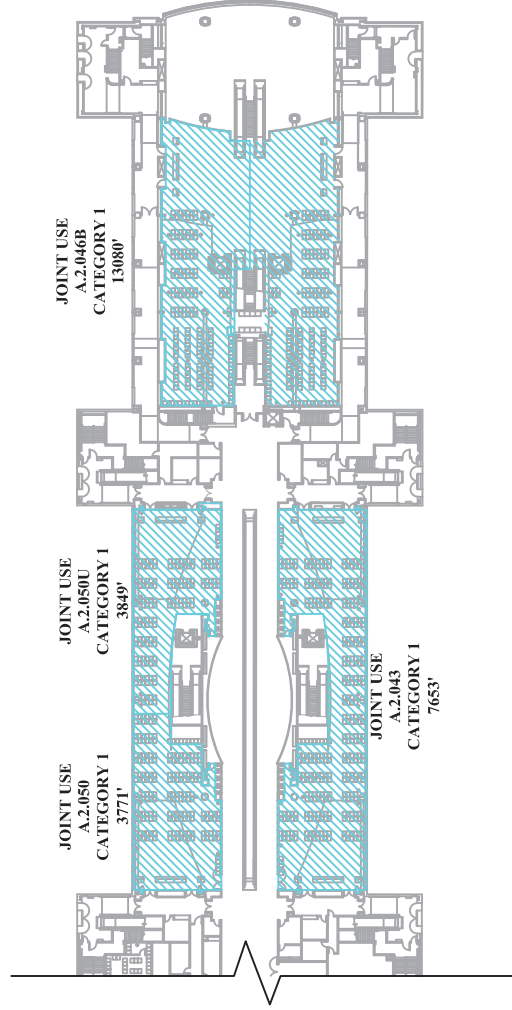 JOINT USE
A.2.046B
CATEGORY 1
13080'
JOINT USE
A.2.050U
CATEGORY 1
3849'
JOINT USE
A.2.043
CATEGORY 1
7653'
JOINT USE
A.2.050
CATEGORY 1
3771'